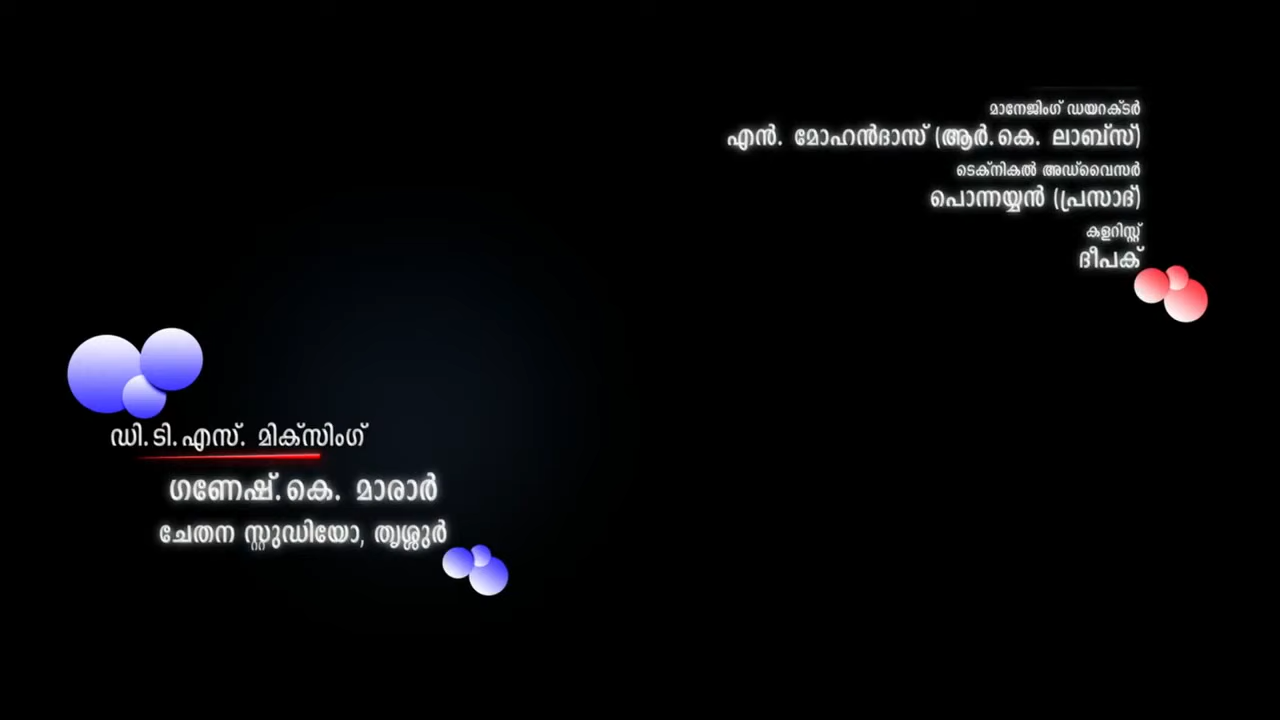 മാനേജിംഗ് ഡയറക്ടർ
എൻ. മോഹൻദാസ് (ആർ.കെ. ലാബ്സ്)
ടെക്നികൽ അഡ്വൈസർ
പൊന്നയ്യൻ (പ്രസാദ്)
കളറിസ്റ്റ്
ദീപക്
ഡി.ടി.എസ്. മിക്സിംഗ്
ഗണേഷ്.കെ. മാരാർ
ചേതന സ്റ്റുഡിയോ, തൃശ്ശുർ